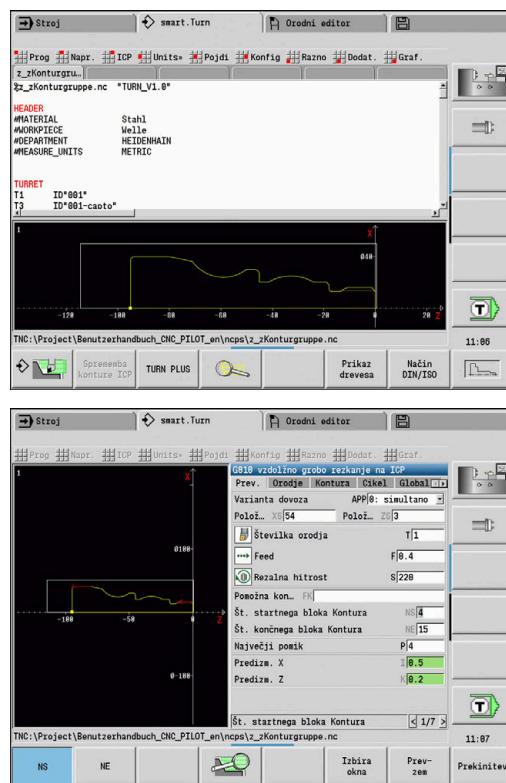 Stroj smart.Turn Orodni editor
Prog Napr. ICP Units» Pojdi Konfig Razno Dodat. Graf.
z_zKonturgru…
%z_zKonturgruppe.nc "TURN_V1.0"
HEADER
#MATERIAL Stahl
#WORKPIECE Welle
#DEPARTMENT HEIDENHAIN
#MEASURE_UNITS METRIC
TURRET
T1 ID"001"
T3 ID"001-capto"
1 X
Ø40-
-120 -100 -80 -60 -40 -20 0 20 Z
TNC:\Project\Benutzerhandbuch_CNC_PILOT_en\ncps\z_zKonturgruppe.nc
11:06
Sprememba konture ICP TURN PLUS Prikaz drevesa Način DIN/ISO
Stroj smart.Turn Orodni editor
Prog Napr. ICP Units» Pojdi Konfig Razno Dodat. Graf.
1 X
G810 vzdolžno grobo rezkanje na ICP
Prev. Orodje Kontura Cikel Global
Varianta dovoza APP 0: simultano
Polož… XS 54 Polož… ZS 3
Številka orodja T 1
Feed F 0.4
Rezalna hitrost S 220
Pomožna kon… FK
Št. startnega bloka Kontura NS 4
Št. končnega bloka Kontura NE 15
Največji pomik P 4
Predizm. X I 0.5
Predizm. Z K 0.2
Ø100-
-100 -50 0 Z
Ø-100-
Št. startnega bloka Kontura < 1/7 >
TNC:\Project\Benutzerhandbuch_CNC_PILOT_en\ncps\z_zKonturgruppe.nc
11:07
NS NE Izbira okna Prev-zem Prekinitev